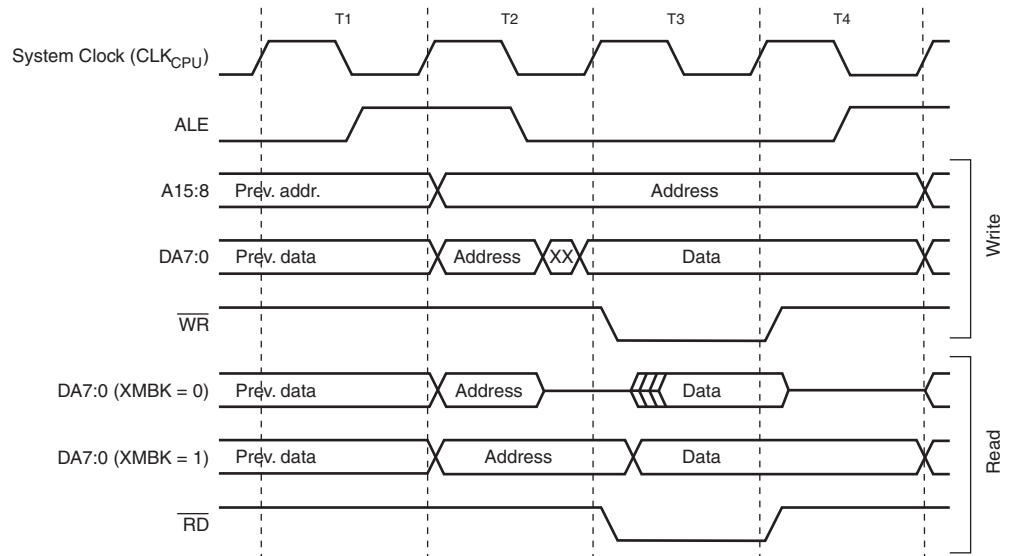 T1 T2 T3 T4
System Clock (CLKCPU)
ALE
A15:8 Prev. addr. Address
DA7:0 Prev. data Address XX Data
WR
Write
DA7:0 (XMBK = 0) Prev. data Address Data
DA7:0 (XMBK = 1) Prev. data Address Data
RD
Read